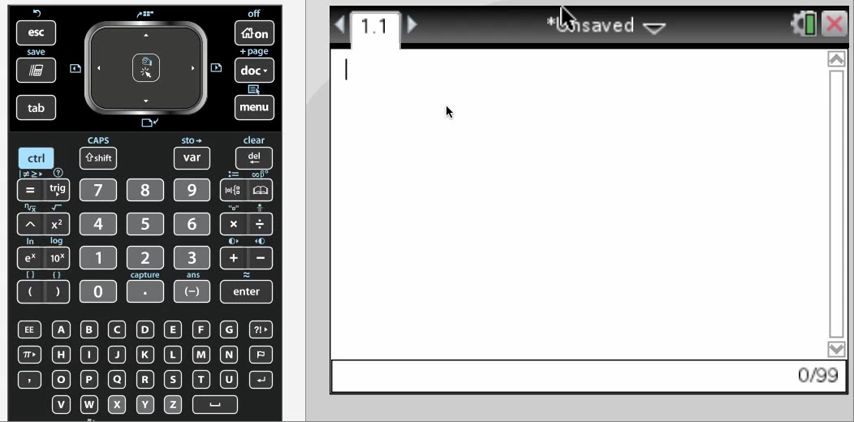 off
esc
on
save
+ page
doc
tab
menu
CAPS
sto→
clear
ctrl
⇧shift
var
del
|≠≥▸
?
:=
∞β°
=
trig
7
8
9
ⁿ√x
√
"□"
^
x²
4
5
6
×
÷
ln
log
eˣ
10ˣ
1
2
3
+
−
[ ]
{ }
capture
ans
≈
(
)
0
.
(−)
enter
EE
A
B
C
D
E
F
G
?!▸
π▸
H
I
J
K
L
M
N
,
O
P
Q
R
S
T
U
V
W
X
Y
Z
1.1
*Unsaved
0/99